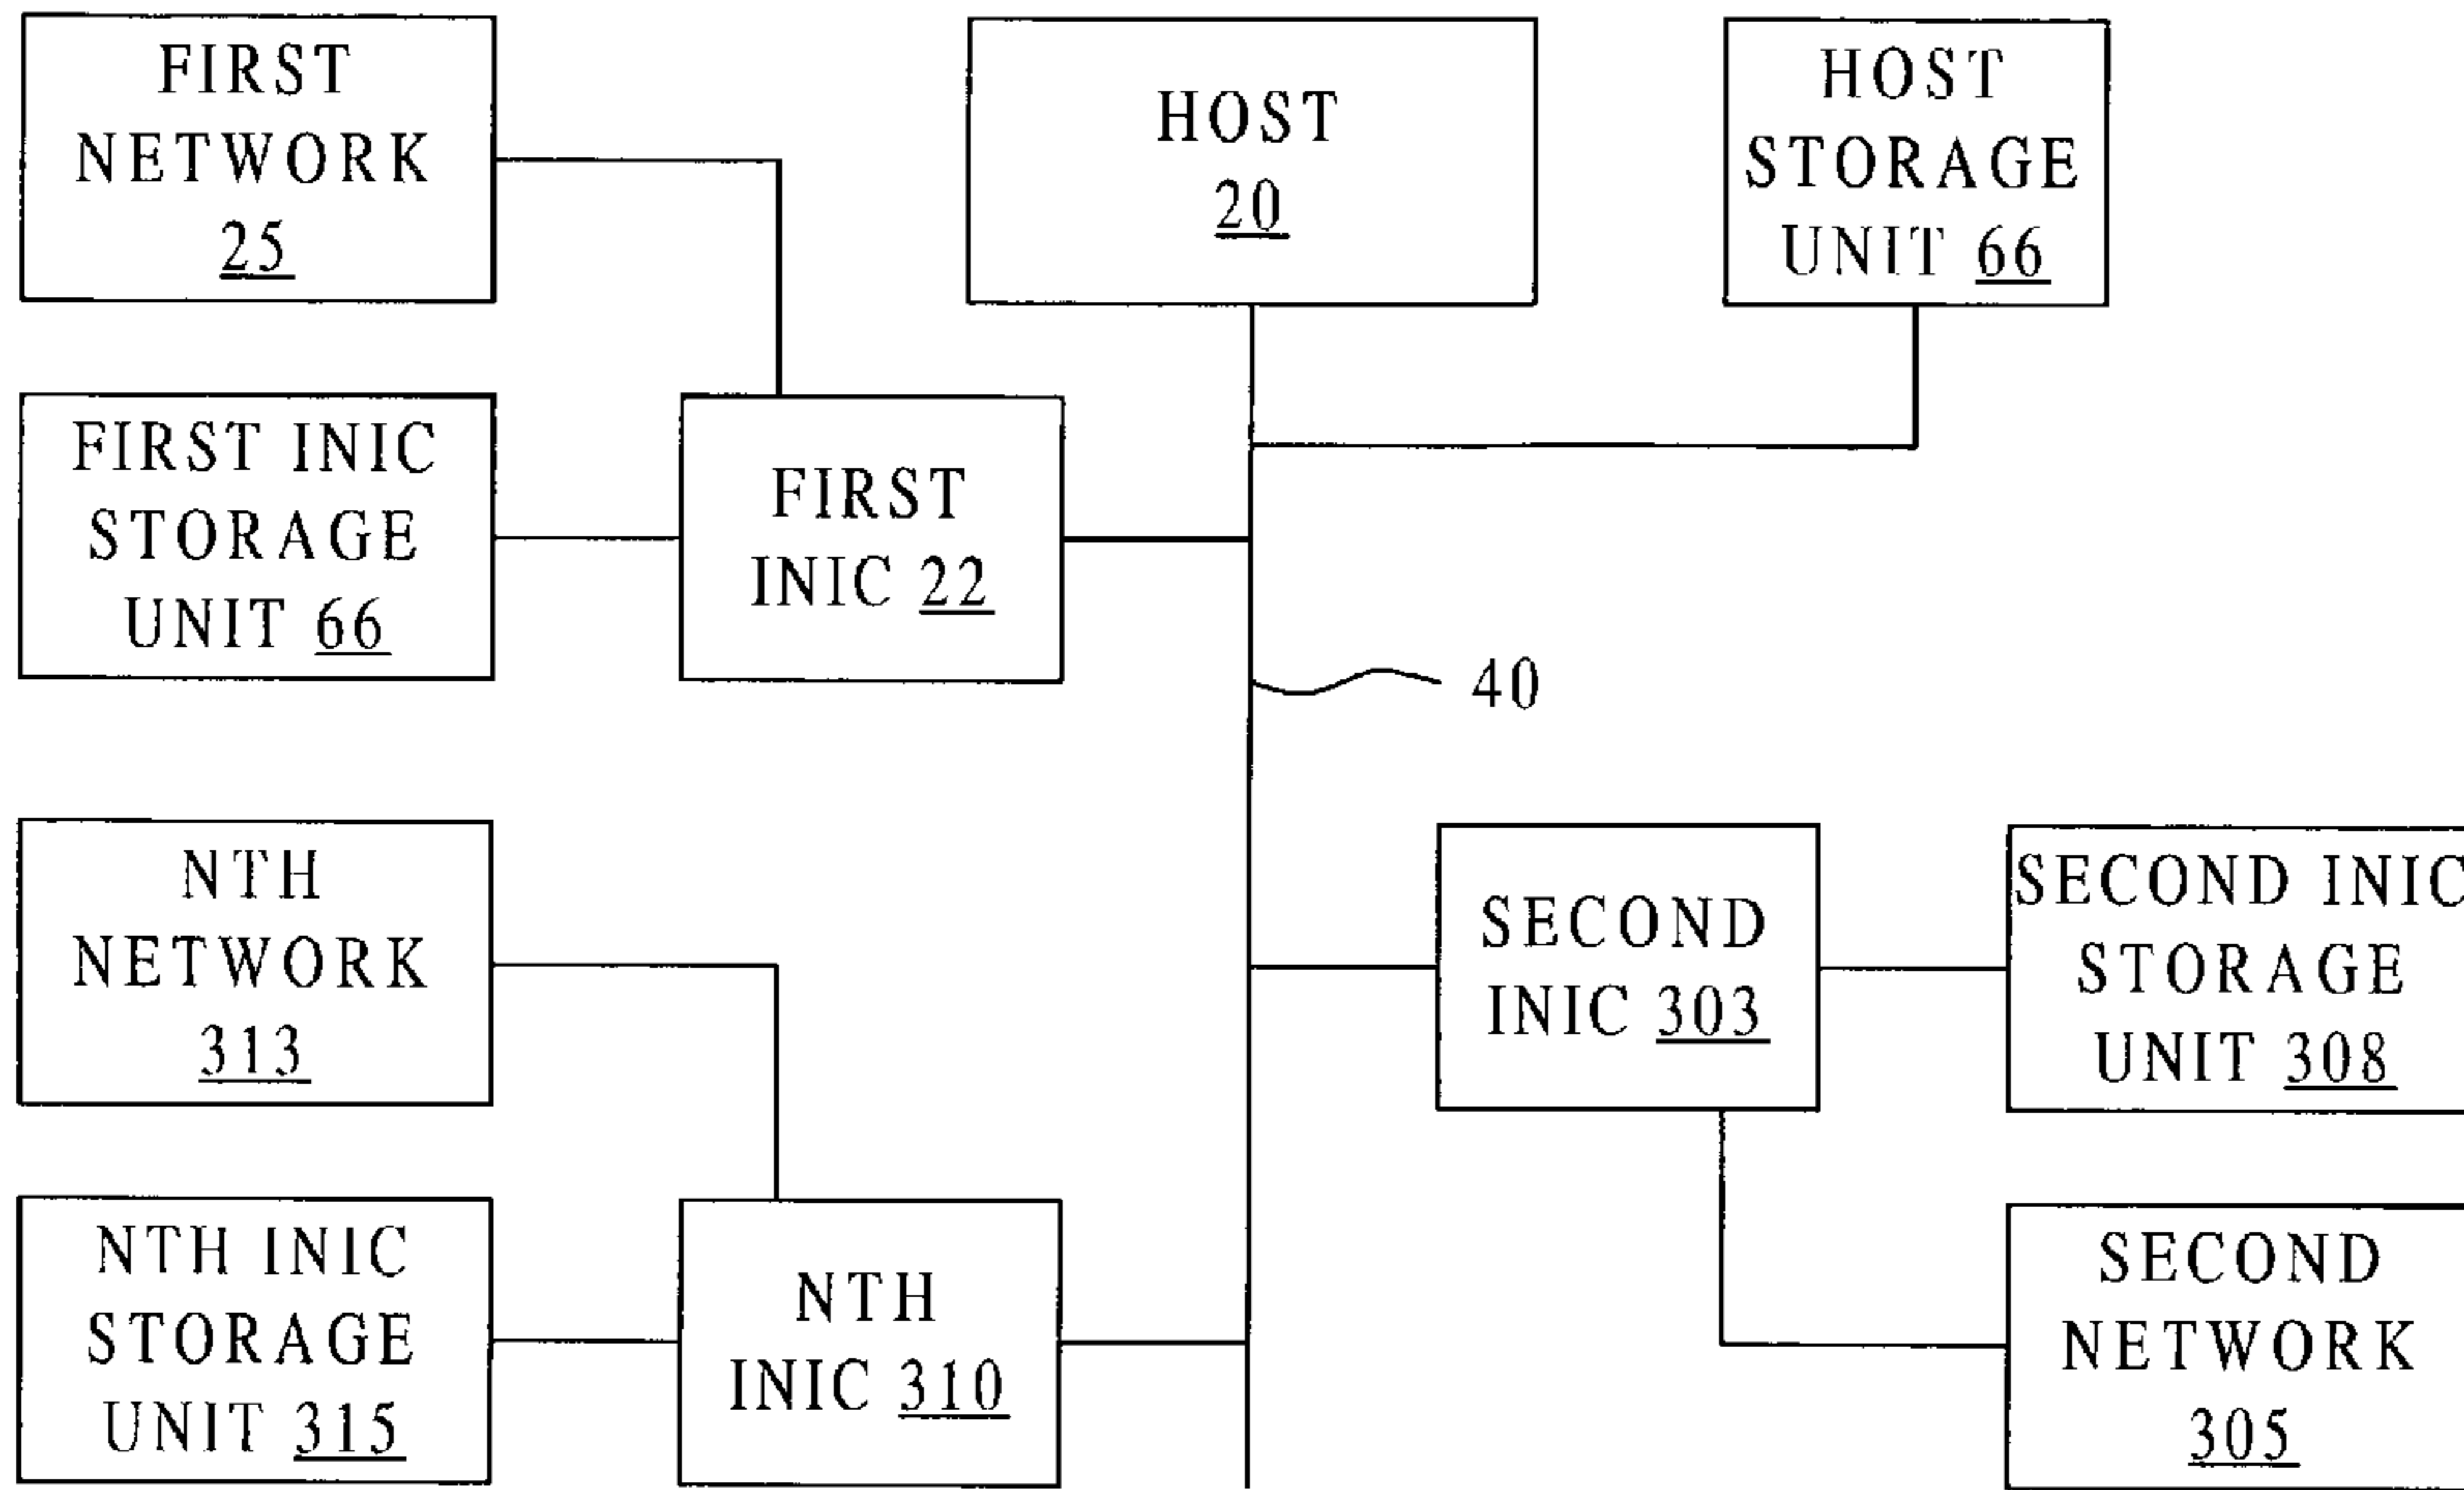 FIRST
NETWORK
25
HOST
20
HOST
STORAGE
UNIT 66
FIRST INIC
STORAGE
UNIT 66
FIRST
INIC 22
40
NTH
NETWORK
313
SECOND
INIC 303
SECOND INIC
STORAGE
UNIT 308
NTH INIC
STORAGE
UNIT 315
NTH
INIC 310
SECOND
NETWORK
305